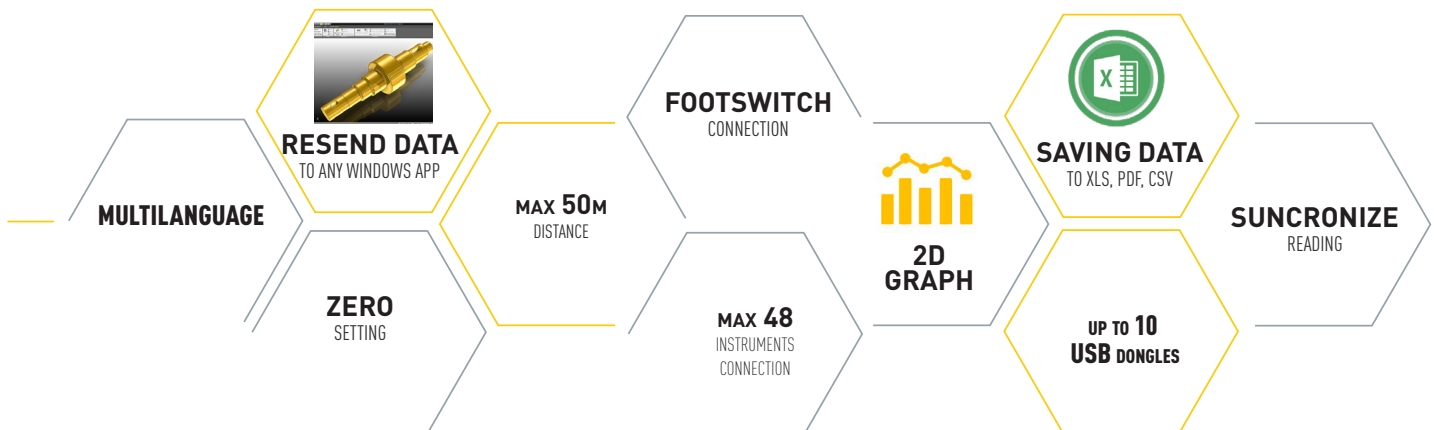 MULTILANGUAGE
RESEND DATA
TO ANY WINDOWS APP
ZERO
SETTING
MAX 50M
DISTANCE
FOOTSWITCH
CONNECTION
MAX 48
INSTRUMENTS
CONNECTION
2D
GRAPH
X
SAVING DATA
TO XLS, PDF, CSV
UP TO 10
USB DONGLES
SUNCRONIZE
READING